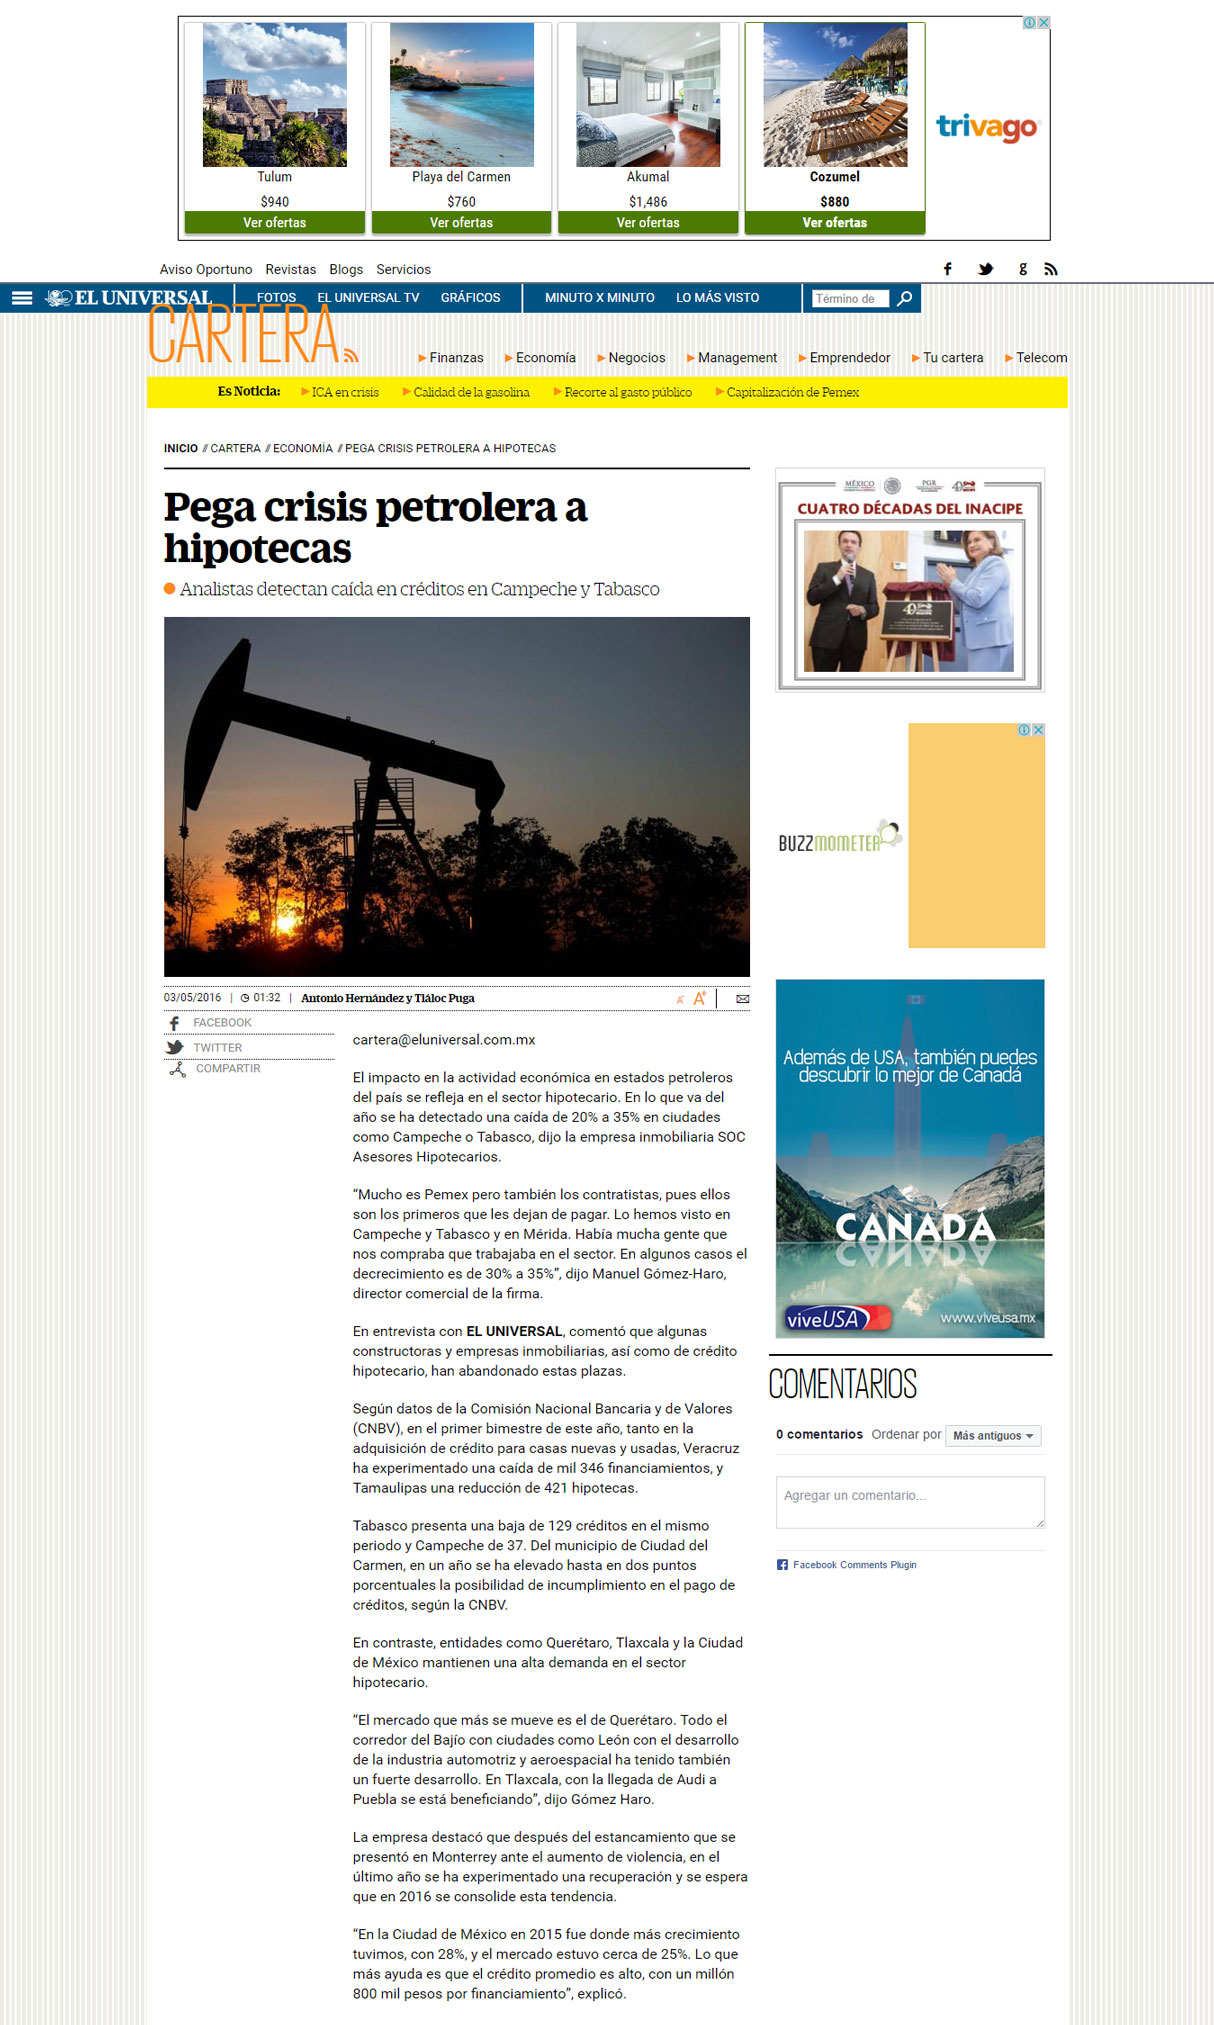 Tulum
$940
Ver ofertas
Playa del Carmen
$760
Ver ofertas
Akumal
$1,486
Ver ofertas
Cozumel
$880
Ver ofertas
trivago
Aviso Oportuno Revistas Blogs Servicios
EL UNIVERSAL FOTOS EL UNIVERSAL TV GRÁFICOS MINUTO X MINUTO LO MÁS VISTO Término de
CARTERA
Finanzas Economía Negocios Management Emprendedor Tu cartera Telecom
Es Noticia: ICA en crisis Calidad de la gasolina Recorte al gasto público Capitalización de Pemex
INICIO // CARTERA // ECONOMÍA // PEGA CRISIS PETROLERA A HIPOTECAS
Pega crisis petrolera a
hipotecas
Analistas detectan caída en créditos en Campeche y Tabasco
03/05/2016 | 01:32 | Antonio Hernández y Tláloc Puga A- A+ |
FACEBOOK
TWITTER
COMPARTIR
cartera@eluniversal.com.mx
El impacto en la actividad económica en estados petroleros
del país se refleja en el sector hipotecario. En lo que va del
año se ha detectado una caída de 20% a 35% en ciudades
como Campeche o Tabasco, dijo la empresa inmobiliaria SOC
Asesores Hipotecarios.
“Mucho es Pemex pero también los contratistas, pues ellos
son los primeros que les dejan de pagar. Lo hemos visto en
Campeche y Tabasco y en Mérida. Había mucha gente que
nos compraba que trabajaba en el sector. En algunos casos el
decrecimiento es de 30% a 35%”, dijo Manuel Gómez-Haro,
director comercial de la firma.
En entrevista con EL UNIVERSAL, comentó que algunas
constructoras y empresas inmobiliarias, así como de crédito
hipotecario, han abandonado estas plazas.
Según datos de la Comisión Nacional Bancaria y de Valores
(CNBV), en el primer bimestre de este año, tanto en la
adquisición de crédito para casas nuevas y usadas, Veracruz
ha experimentado una caída de mil 346 financiamientos, y
Tamaulipas una reducción de 421 hipotecas.
Tabasco presenta una baja de 129 créditos en el mismo
periodo y Campeche de 37. Del municipio de Ciudad del
Carmen, en un año se ha elevado hasta en dos puntos
porcentuales la posibilidad de incumplimiento en el pago de
créditos, según la CNBV.
En contraste, entidades como Querétaro, Tlaxcala y la Ciudad
de México mantienen una alta demanda en el sector
hipotecario.
“El mercado que más se mueve es el de Querétaro. Todo el
corredor del Bajío con ciudades como León con el desarrollo
de la industria automotriz y aeroespacial ha tenido también
un fuerte desarrollo. En Tlaxcala, con la llegada de Audi a
Puebla se está beneficiando”, dijo Gómez Haro.
La empresa destacó que después del estancamiento que se
presentó en Monterrey ante el aumento de violencia, en el
último año se ha experimentado una recuperación y se espera
que en 2016 se consolide esta tendencia.
“En la Ciudad de México en 2015 fue donde más crecimiento
tuvimos, con 28%, y el mercado estuvo cerca de 25%. Lo que
más ayuda es que el crédito promedio es alto, con un millón
800 mil pesos por financiamiento”, explicó.
MÉXICO PGR
CUATRO DÉCADAS DEL INACIPE
BUZZMOMETER
Además de USA, también puedes
descubrir lo mejor de Canadá
CANADÁ
viveUSA www.viveusa.mx
COMENTARIOS
0 comentarios Ordenar por Más antiguos
Agregar un comentario...
Facebook Comments Plugin